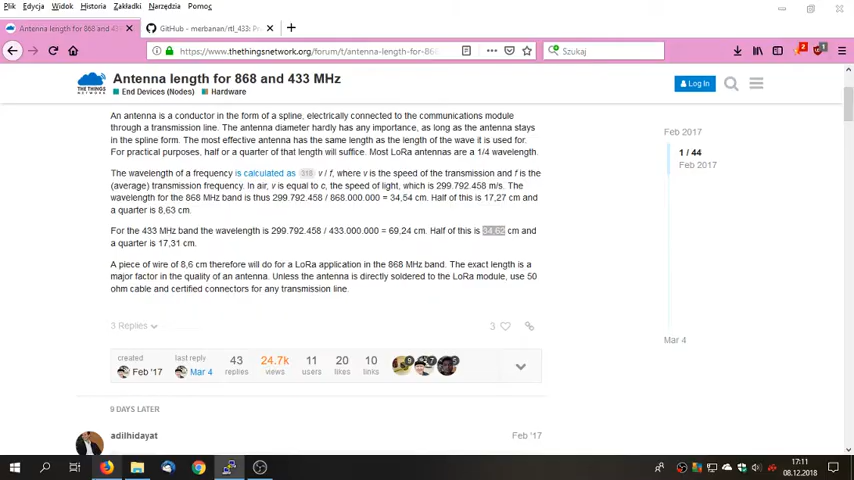 Plik Edycja Widok Historia Zakładki Narzędzia Pomoc
Antenna length for 868 and 433
GitHub - merbanan/rtl_433: Pr
https://www.thethingsnetwork.org/forum/t/antenna-length-for-868
Szukaj
2
1
THE THINGS
NETWORK
Antenna length for 868 and 433 MHz
End Devices (Nodes) Hardware
Log In
An antenna is a conductor in the form of a spline, electrically connected to the communications module
through a transmission line. The antenna diameter hardly has any importance, as long as the antenna stays
in the spline form. The most effective antenna has the same length as the length of the wave it is used for.
For practical purposes, half or a quarter of that length will suffice. Most LoRa antennas are a 1/4 wavelength.
The wavelength of a frequency is calculated as 318 v / f, where v is the speed of the transmission and f is the
(average) transmission frequency. In air, v is equal to c, the speed of light, which is 299.792.458 m/s. The
wavelength for the 868 MHz band is thus 299.792.458 / 868.000.000 = 34,54 cm. Half of this is 17,27 cm and
a quarter is 8,63 cm.
For the 433 MHz band the wavelength is 299.792.458 / 433.000.000 = 69,24 cm. Half of this is 34,62 cm and
a quarter is 17,31 cm.
A piece of wire of 8,6 cm therefore will do for a LoRa application in the 868 MHz band. The exact length is a
major factor in the quality of an antenna. Unless the antenna is directly soldered to the LoRa module, use 50
ohm cable and certified connectors for any transmission line.
3 Replies
3
created
Feb '17
last reply
Mar 4
43
replies
24.7k
views
11
users
20
likes
10
links
9
7
5
9 DAYS LATER
adilhidayat
Feb '17
Feb 2017
1 / 44
Feb 2017
Mar 4
17:11
08.12.2018